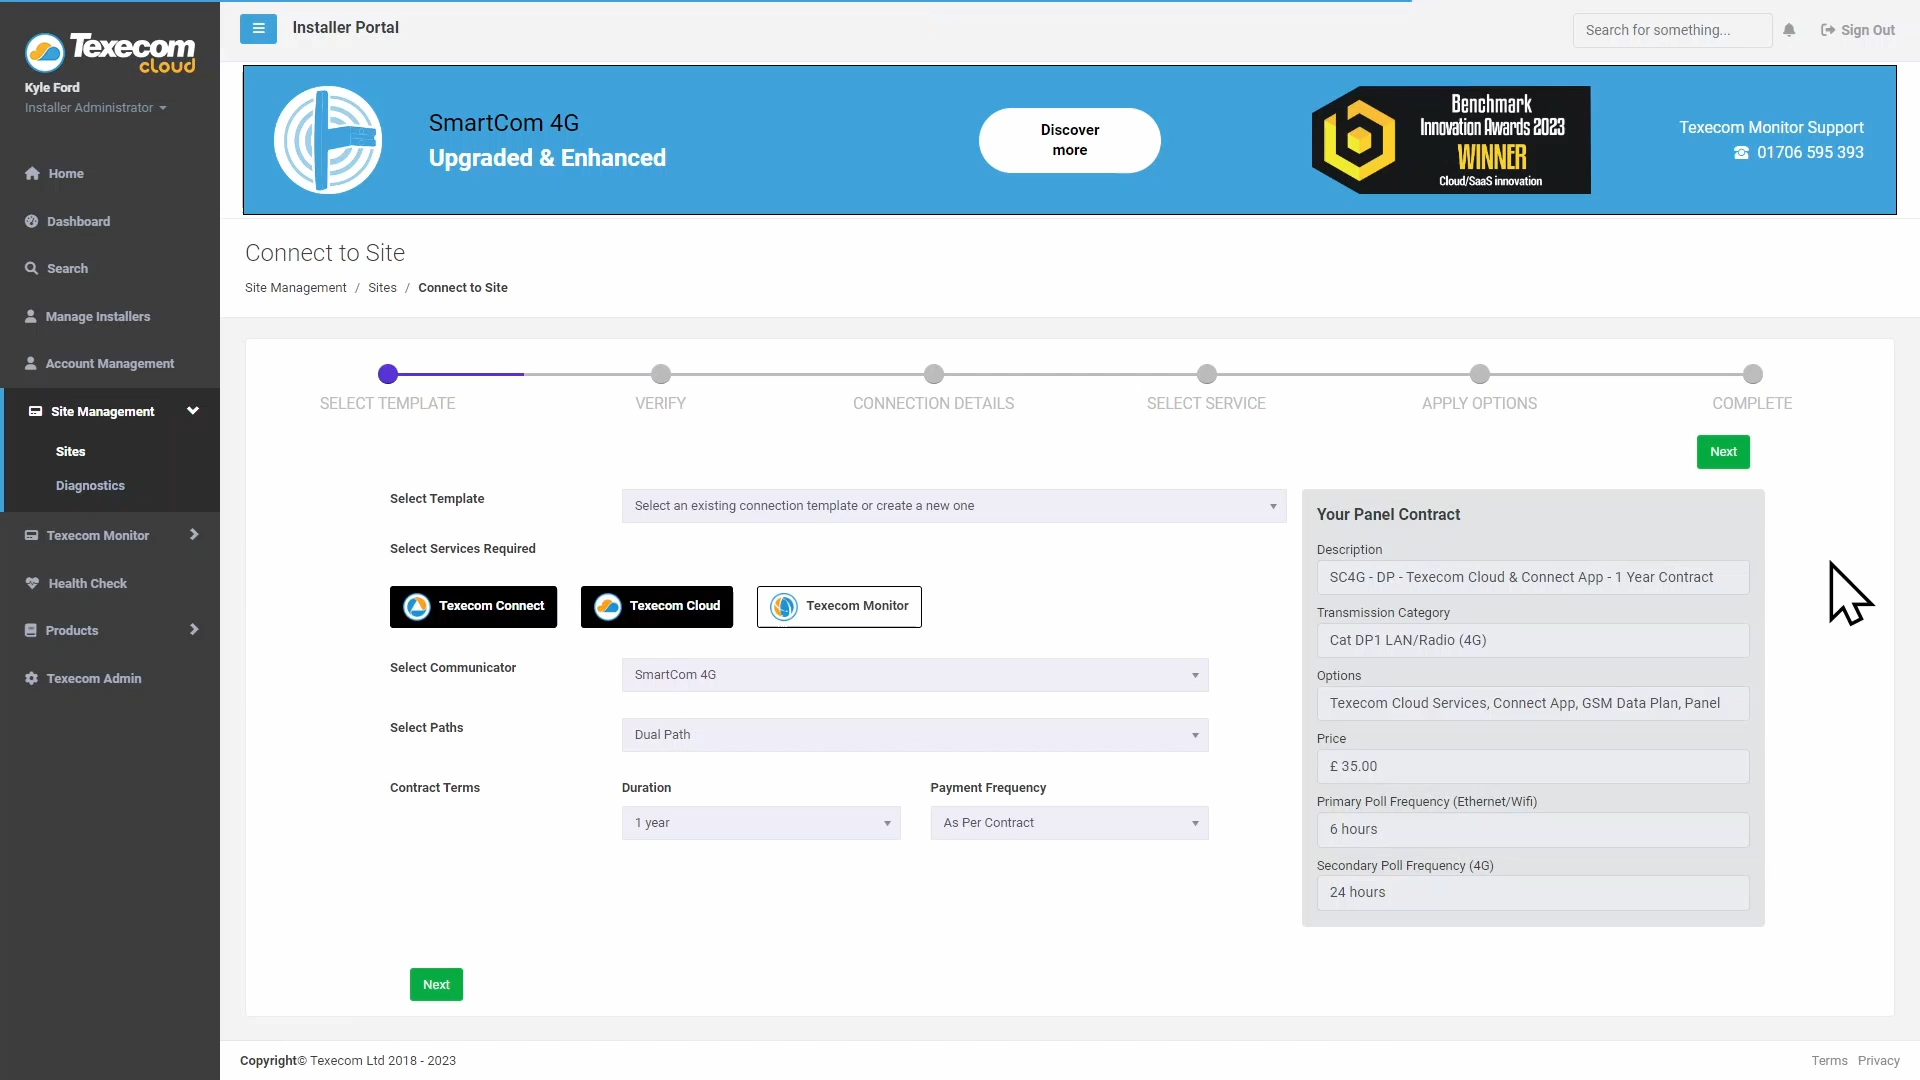 Texecom
cloud
Kyle Ford
Installer Administrator
Home
Dashboard
Search
Manage Installers
Account Management
Site Management
Sites
Diagnostics
Texecom Monitor
Health Check
Products
Texecom Admin
Installer Portal
Search for something...
Sign Out
SmartCom 4G
Upgraded & Enhanced
Discover
more
Benchmark
Innovation Awards 2023
WINNER
Cloud/SaaS innovation
Texecom Monitor Support
01706 595 393
Connect to Site
Site Management / Sites / Connect to Site
SELECT TEMPLATE
VERIFY
CONNECTION DETAILS
SELECT SERVICE
APPLY OPTIONS
COMPLETE
Next
Select Template
Select an existing connection template or create a new one
Select Services Required
Texecom Connect
Texecom Cloud
Texecom Monitor
Select Communicator
SmartCom 4G
Select Paths
Dual Path
Contract Terms
Duration
Payment Frequency
1 year
As Per Contract
Your Panel Contract
Description
SC4G - DP - Texecom Cloud & Connect App - 1 Year Contract
Transmission Category
Cat DP1 LAN/Radio (4G)
Options
Texecom Cloud Services, Connect App, GSM Data Plan, Panel
Price
£ 35.00
Primary Poll Frequency (Ethernet/Wifi)
6 hours
Secondary Poll Frequency (4G)
24 hours
Next
Copyright© Texecom Ltd 2018 - 2023
Terms Privacy